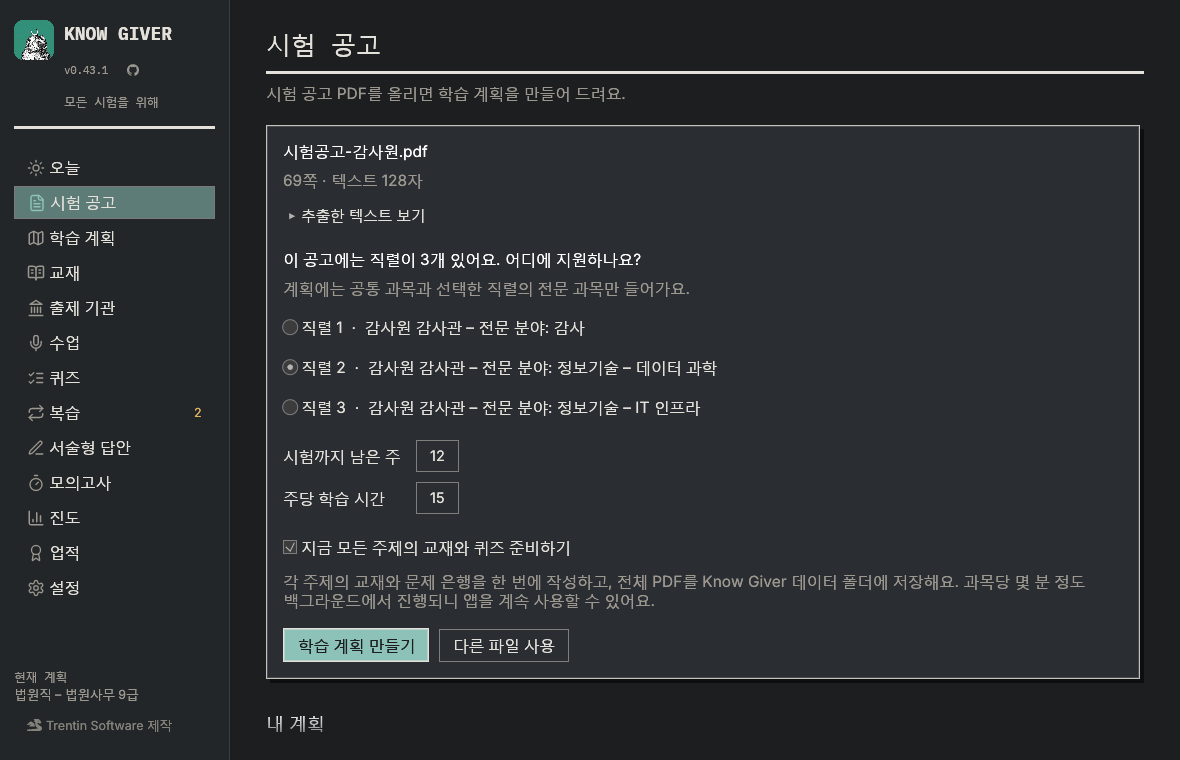 KNOW GIVER
v0.43.1
모든 시험을 위해
오늘
시험 공고
학습 계획
교재
출제 기관
수업
퀴즈
복습 2
서술형 답안
모의고사
진도
업적
설정
현재 계획
법원직 – 법원사무 9급
Trentin Software 제작
시험 공고
시험 공고 PDF를 올리면 학습 계획을 만들어 드려요.
시험공고-감사원.pdf
69쪽 · 텍스트 128자
▸ 추출한 텍스트 보기
이 공고에는 직렬이 3개 있어요. 어디에 지원하나요?
계획에는 공통 과목과 선택한 직렬의 전문 과목만 들어가요.
직렬 1 · 감사원 감사관 – 전문 분야: 감사
직렬 2 · 감사원 감사관 – 전문 분야: 정보기술 – 데이터 과학
직렬 3 · 감사원 감사관 – 전문 분야: 정보기술 – IT 인프라
시험까지 남은 주 12
주당 학습 시간 15
지금 모든 주제의 교재와 퀴즈 준비하기
각 주제의 교재와 문제 은행을 한 번에 작성하고, 전체 PDF를 Know Giver 데이터 폴더에 저장해요. 과목당 몇 분 정도
백그라운드에서 진행되니 앱을 계속 사용할 수 있어요.
학습 계획 만들기
다른 파일 사용
내 계획